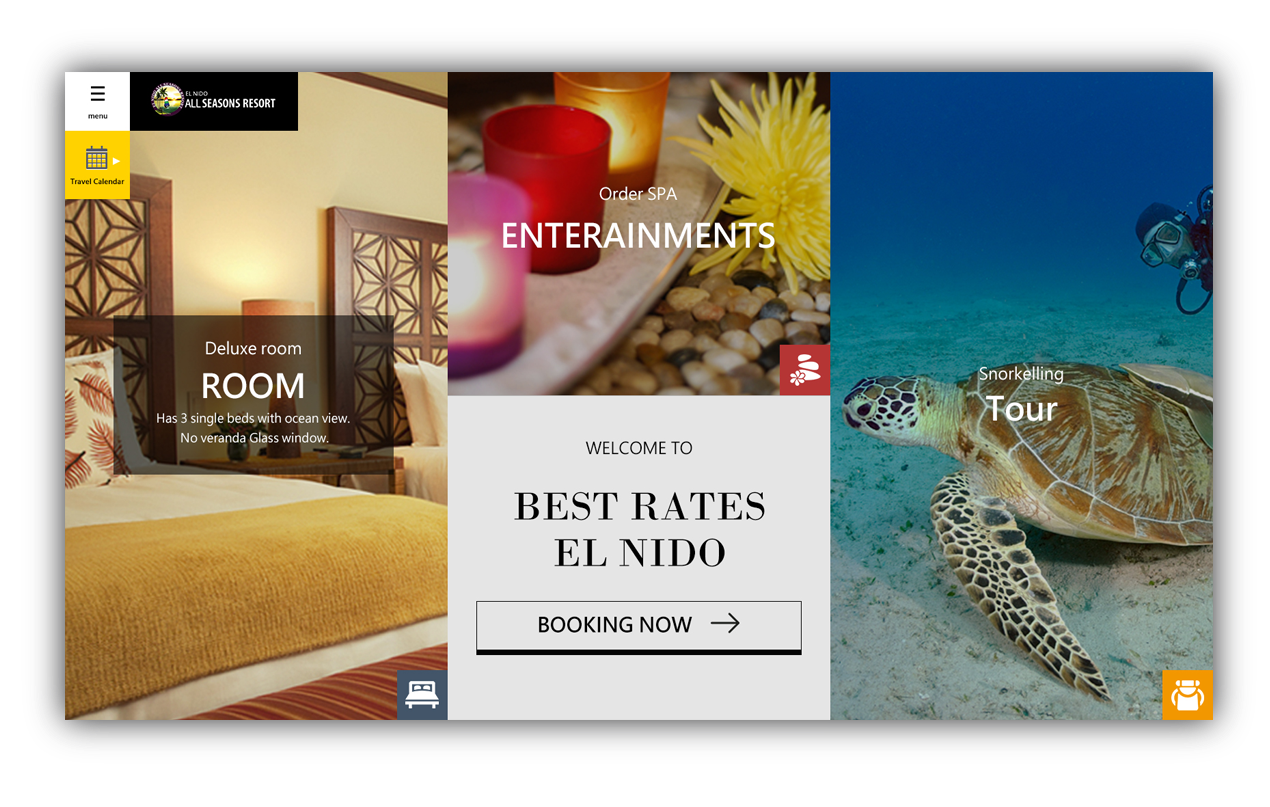 menu
EL NIDO
ALL SEASONS RESORT
Travel Calendar
Deluxe room
ROOM
Has 3 single beds with ocean view.
No veranda Glass window.
Order SPA
ENTERAINMENTS
WELCOME TO
BEST RATES
EL NIDO
BOOKING NOW
Snorkelling
Tour